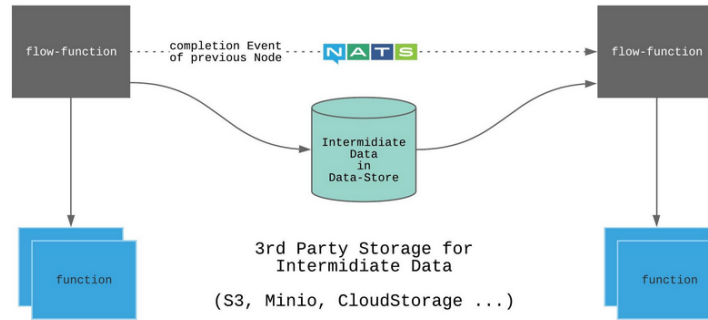 flow-function
completion Event
of previous Node
NATS
flow-function
Intermidiate
Data
in
Data-Store
function
3rd Party Storage for
Intermidiate Data
(S3, Minio, CloudStorage ...)
function